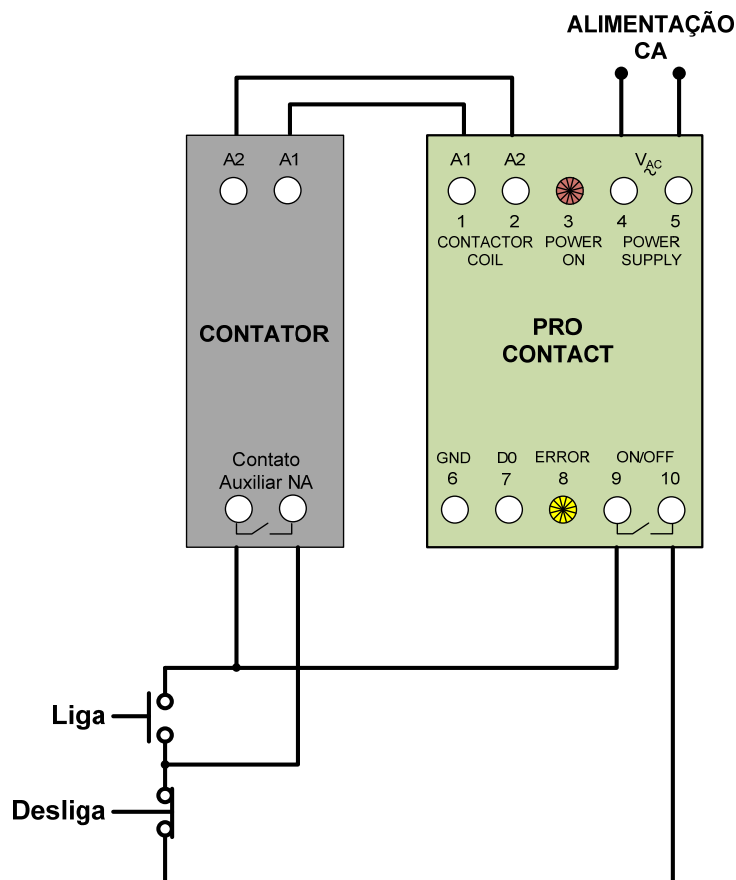 ALIMENTAÇÃO
CA
A2 A1
A1 A2 VAC
~
1 2 3 4 5
CONTACTOR POWER POWER
COIL ON SUPPLY
CONTATOR
PRO
CONTACT
Contato
Auxiliar NA
GND D0 ERROR ON/OFF
6 7 8 9 10
Liga
Desliga